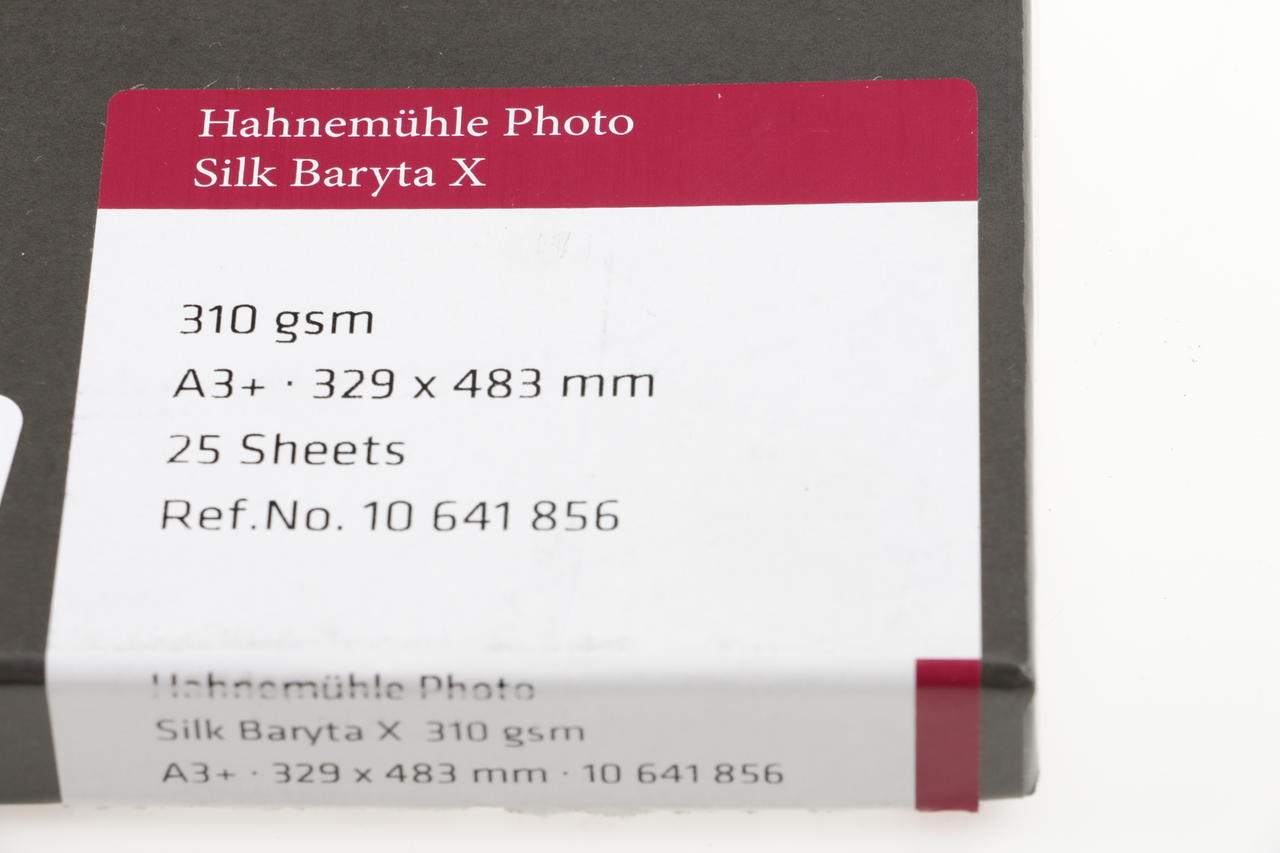 Hahnemühle Photo
Silk Baryta X
310 gsm
A3+ · 329 x 483 mm
25 Sheets
Ref.No. 10 641 856
Hahnemühle Photo
Silk Baryta X 310 gsm
A3+ · 329 x 483 mm · 10 641 856